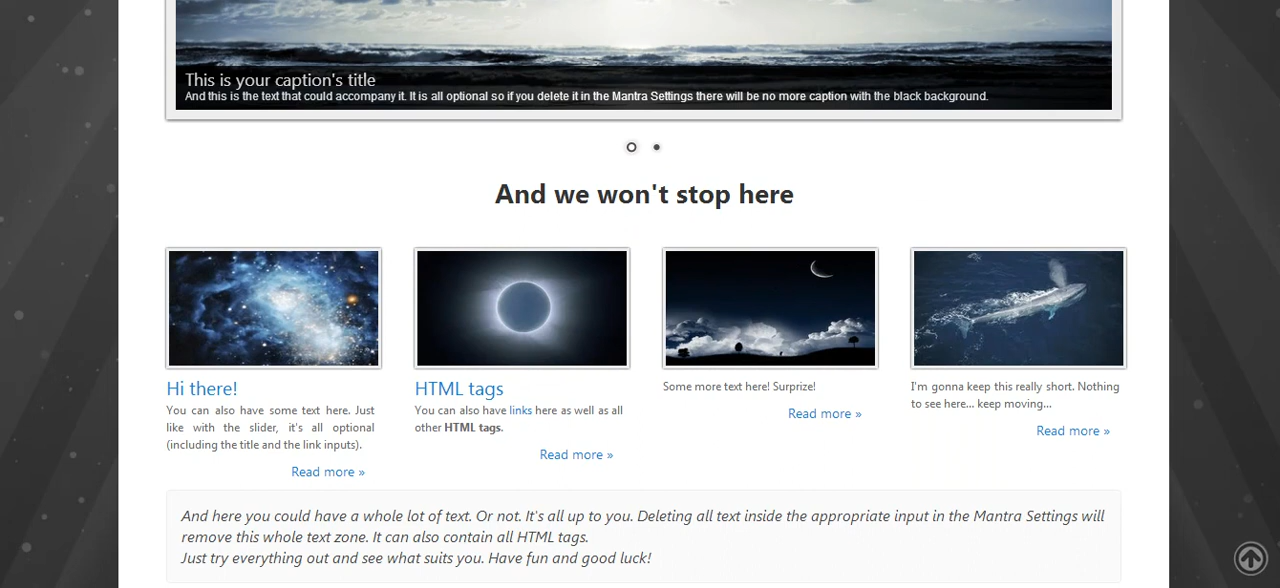 This is your caption's title
And this is the text that could accompany it. It is all optional so if you delete it in the Mantra Settings there will be no more caption with the black background.
And we won't stop here
Hi there!
You can also have some text here. Just
like with the slider, it's all optional
(including the title and the link inputs).
Read more »
HTML tags
You can also have links here as well as all
other HTML tags.
Read more »
Some more text here! Surprize!
Read more »
I'm gonna keep this really short. Nothing
to see here... keep moving...
Read more »
And here you could have a whole lot of text. Or not. It's all up to you. Deleting all text inside the appropriate input in the Mantra Settings will
remove this whole text zone. It can also contain all HTML tags.
Just try everything out and see what suits you. Have fun and good luck!